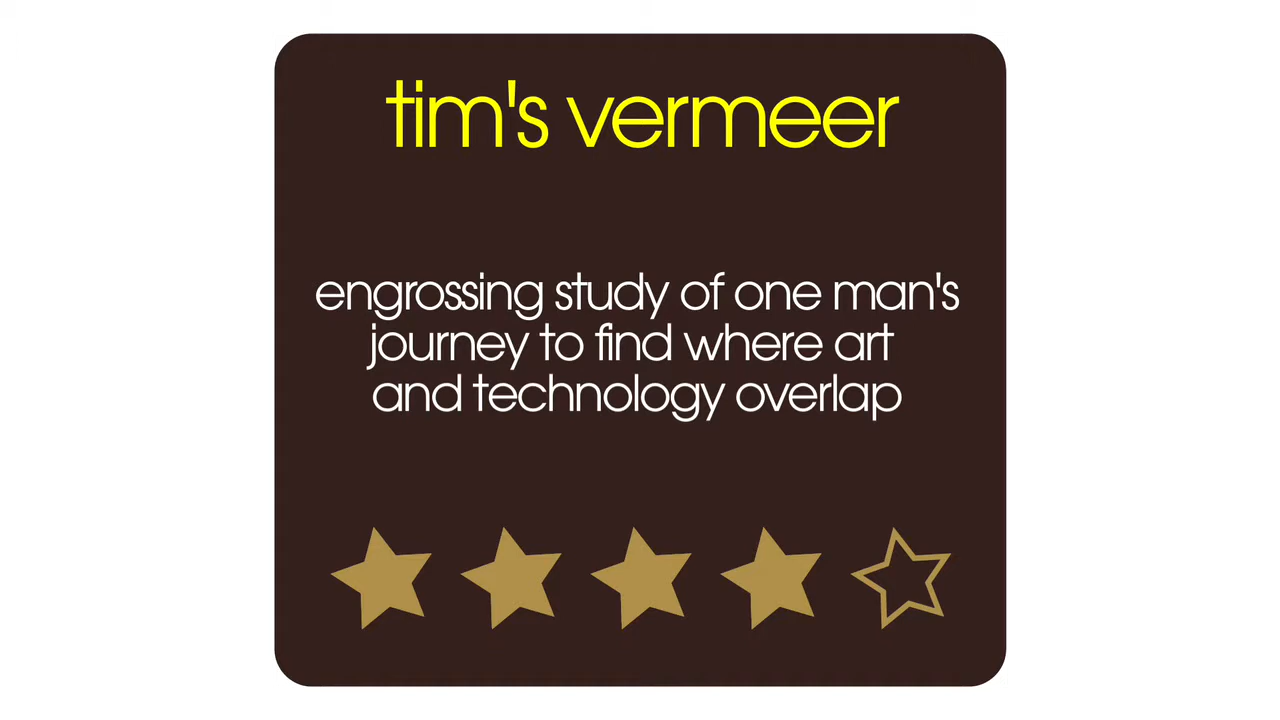 tim's vermeer
engrossing study of one man's
journey to find where art
and technology overlap